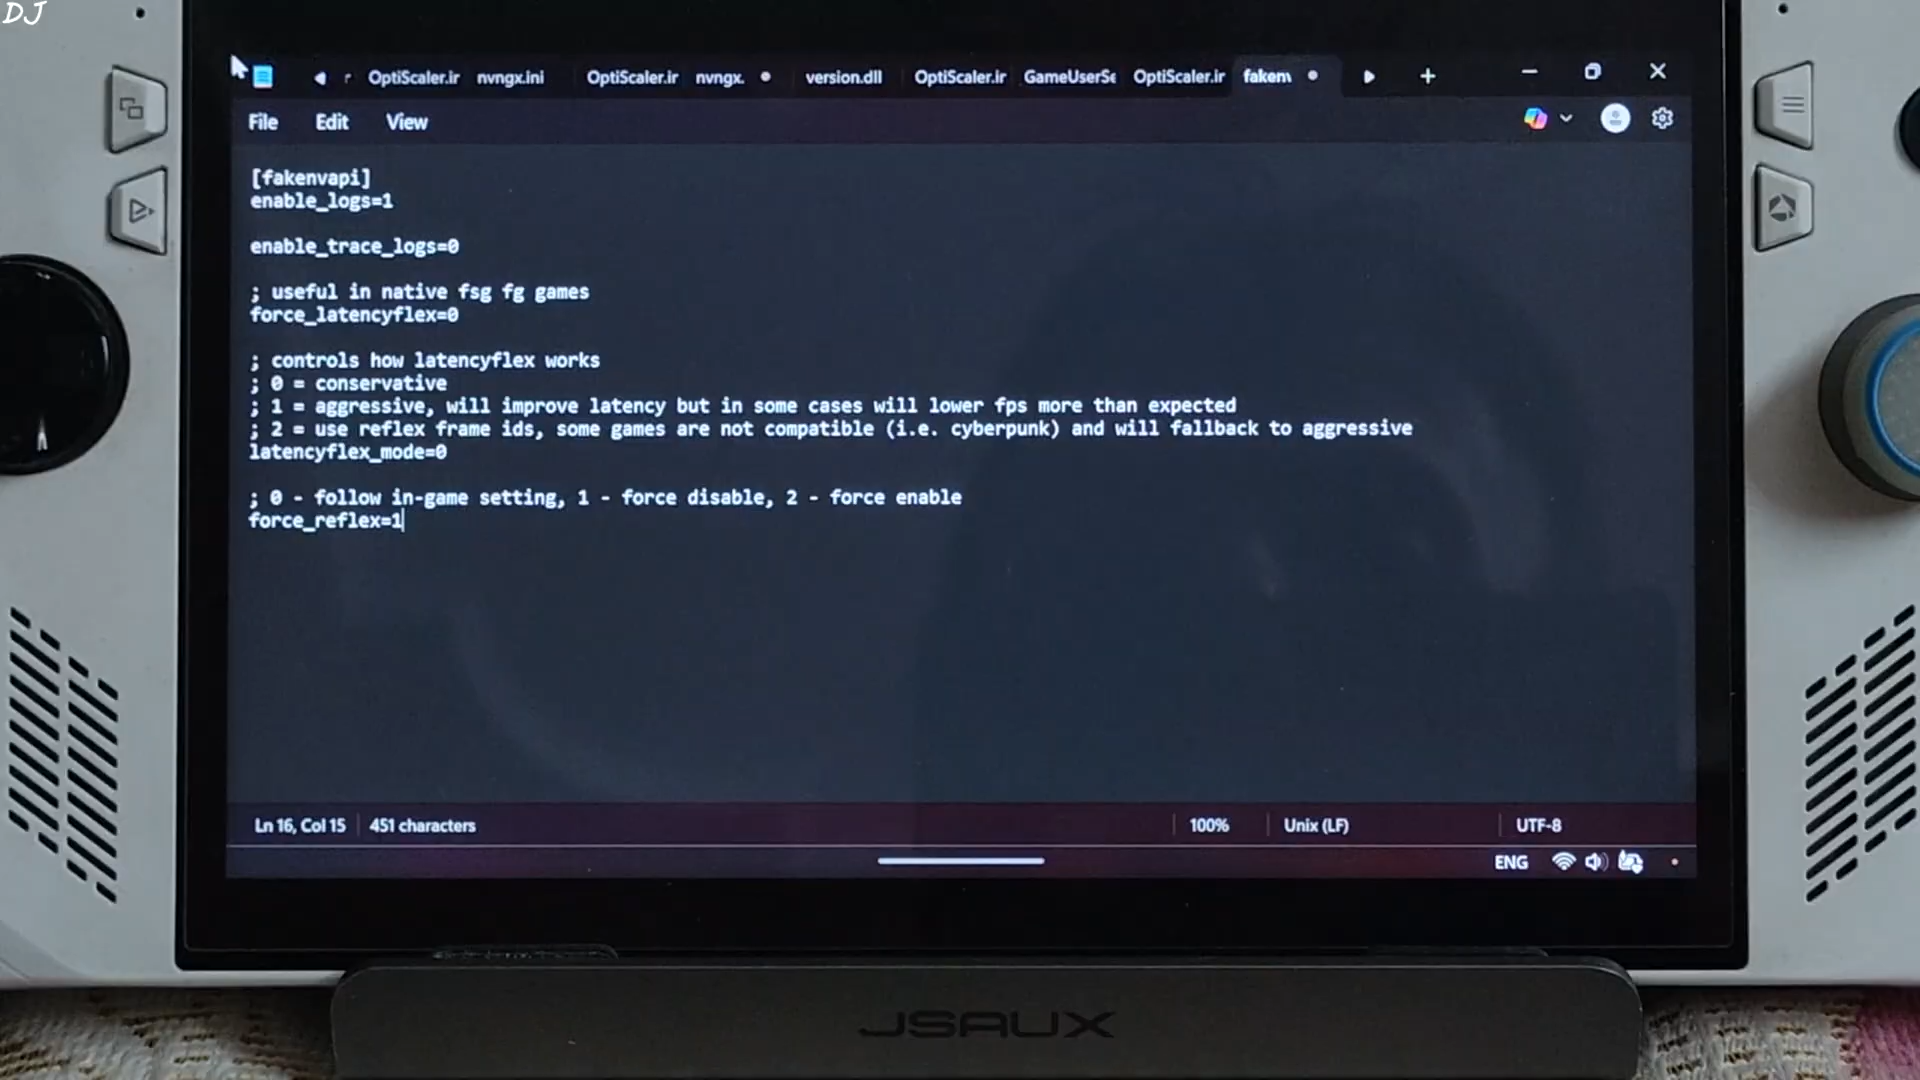 DJ
OptiScaler.ir nvngx.ini OptiScaler.ir nvngx. version.dll OptiScaler.ir GameUserSe OptiScaler.ir fakenv
File Edit View
[fakenvapi]
enable_logs=1
enable_trace_logs=0
; useful in native fsg fg games
force_latencyflex=0
; controls how latencyflex works
; 0 = conservative
; 1 = aggressive, will improve latency but in some cases will lower fps more than expected
; 2 = use reflex frame ids, some games are not compatible (i.e. cyberpunk) and will fallback to aggressive
latencyflex_mode=0
; 0 - follow in-game setting, 1 - force disable, 2 - force enable
force_reflex=1
Ln 16, Col 15 451 characters 100% Unix (LF) UTF-8
ENG
JSAUX